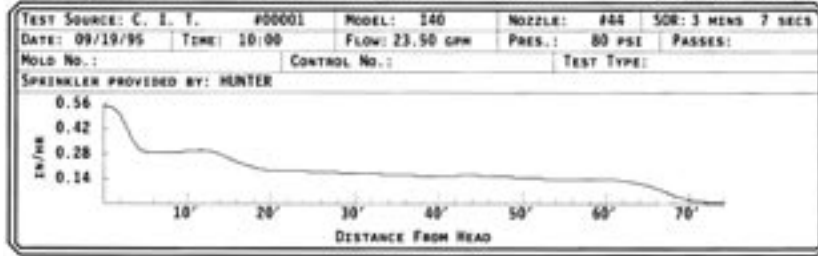 TEST SOURCE: C. I. T. #00001 MODEL: I40 NOZZLE: #44 SOR: 3 MINS 7 SECS
DATE: 09/19/95 TIME: 10:00 FLOW: 23.50 GPM PRES.: 80 PSI PASSES:
MOLD NO.: CONTROL NO.: TEST TYPE:
SPRINKLER PROVIDED BY: HUNTER
0.56
0.42
0.28
0.14
IN/HR
10' 20' 30' 40' 50' 60' 70'
DISTANCE FROM HEAD